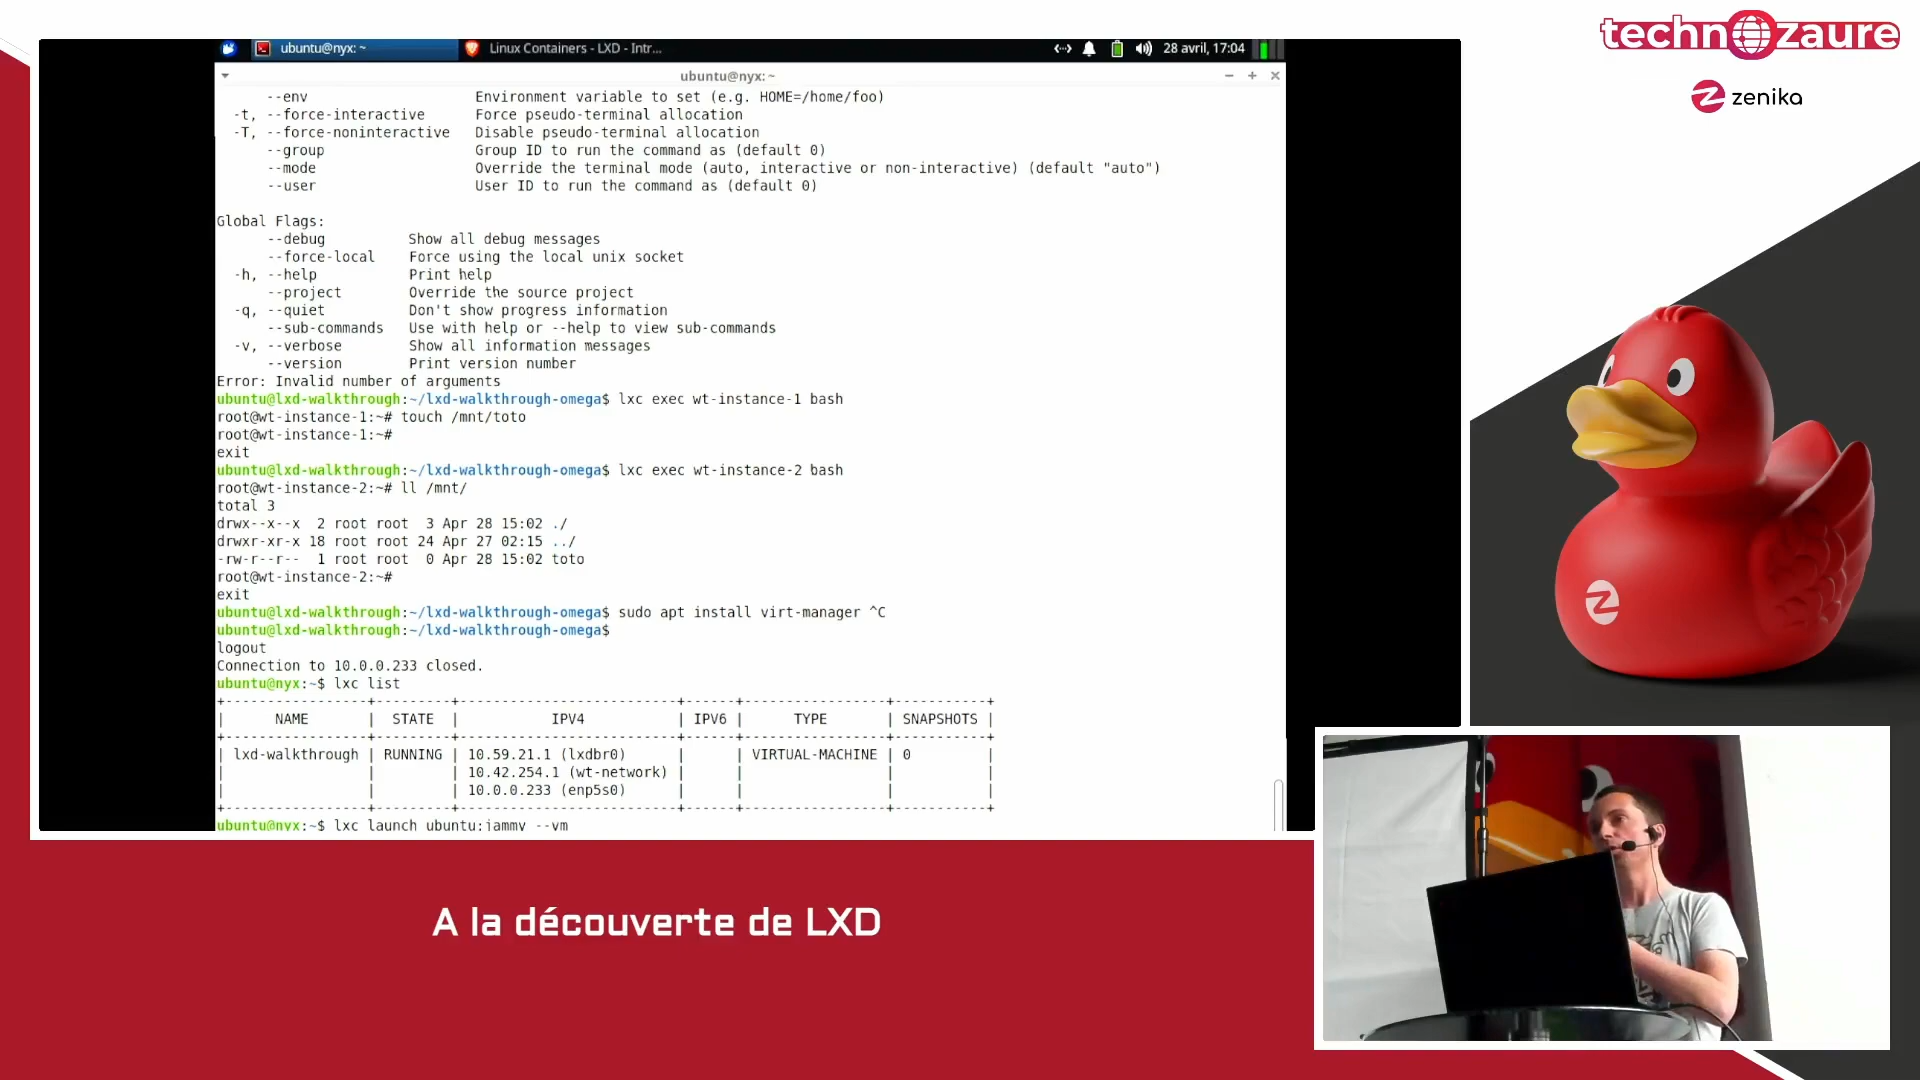 ubuntu@nyx: ~
Linux Containers - LXD - Intr...
28 avril, 17:04
technozaure
zenika
ubuntu@nyx: ~
--env Environment variable to set (e.g. HOME=/home/foo)
-t, --force-interactive Force pseudo-terminal allocation
-T, --force-noninteractive Disable pseudo-terminal allocation
--group Group ID to run the command as (default 0)
--mode Override the terminal mode (auto, interactive or non-interactive) (default "auto")
--user User ID to run the command as (default 0)
Global Flags:
--debug Show all debug messages
--force-local Force using the local unix socket
-h, --help Print help
--project Override the source project
-q, --quiet Don't show progress information
--sub-commands Use with help or --help to view sub-commands
-v, --verbose Show all information messages
--version Print version number
Error: Invalid number of arguments
ubuntu@lxd-walkthrough:~/lxd-walkthrough-omega$ lxc exec wt-instance-1 bash
root@wt-instance-1:~# touch /mnt/toto
root@wt-instance-1:~#
exit
ubuntu@lxd-walkthrough:~/lxd-walkthrough-omega$ lxc exec wt-instance-2 bash
root@wt-instance-2:~# ll /mnt/
total 3
drwx--x--x 2 root root 3 Apr 28 15:02 ./
drwxr-xr-x 18 root root 24 Apr 27 02:15 ../
-rw-r--r-- 1 root root 0 Apr 28 15:02 toto
root@wt-instance-2:~#
exit
ubuntu@lxd-walkthrough:~/lxd-walkthrough-omega$ sudo apt install virt-manager ^C
ubuntu@lxd-walkthrough:~/lxd-walkthrough-omega$
logout
Connection to 10.0.0.233 closed.
ubuntu@nyx:~$ lxc list
+----------------+---------+--------------------------+------+-----------------+-----------+
| NAME | STATE | IPV4 | IPV6 | TYPE | SNAPSHOTS |
+----------------+---------+--------------------------+------+-----------------+-----------+
| lxd-walkthrough | RUNNING | 10.59.21.1 (lxdbr0) | | VIRTUAL-MACHINE | 0 |
| | | 10.42.254.1 (wt-network) | | | |
| | | 10.0.0.233 (enp5s0) | | | |
+----------------+---------+--------------------------+------+-----------------+-----------+
ubuntu@nyx:~$ lxc launch ubuntu:jammy --vm
A la découverte de LXD